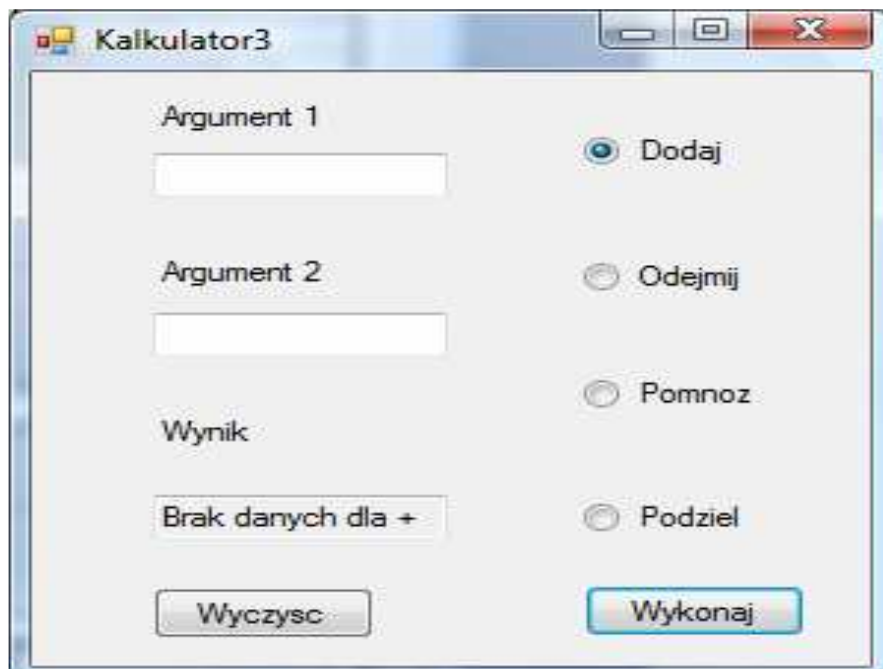 Kalkulator3
Argument 1
Dodaj
Argument 2
Odejmij
Pomnoz
Wynik
Brak danych dla +
Podziel
Wyczysc
Wykonaj